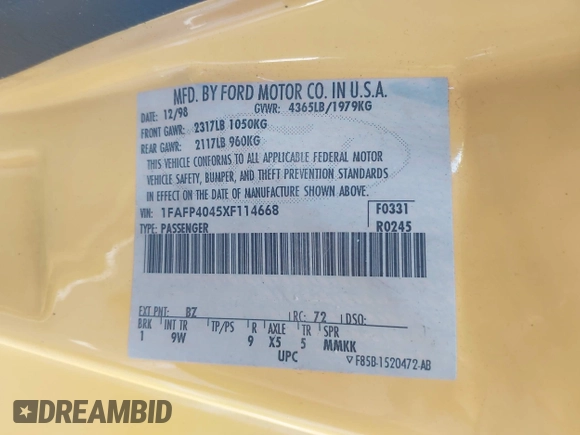 MFD. BY FORD MOTOR CO. IN U.S.A.
DATE: 12/98 GVWR: 4365LB/1979KG
FRONT GAWR: 2317LB 1050KG
REAR GAWR: 2117LB 960KG
THIS VEHICLE CONFORMS TO ALL APPLICABLE FEDERAL MOTOR
VEHICLE SAFETY, BUMPER, AND THEFT PREVENTION STANDARDS
IN EFFECT ON THE DATE OF MANUFACTURE SHOWN ABOVE.
VIN: 1FAFP4045XF114668 F0331
TYPE: PASSENGER R0245
EXT PNT: BZ RC: 72 DSO:
BRK INT TR TP/PS R AXLE TR SPR
1 9W 9 X5 5 MMKK
UPC F85B-1520472-AB
DREAMBID